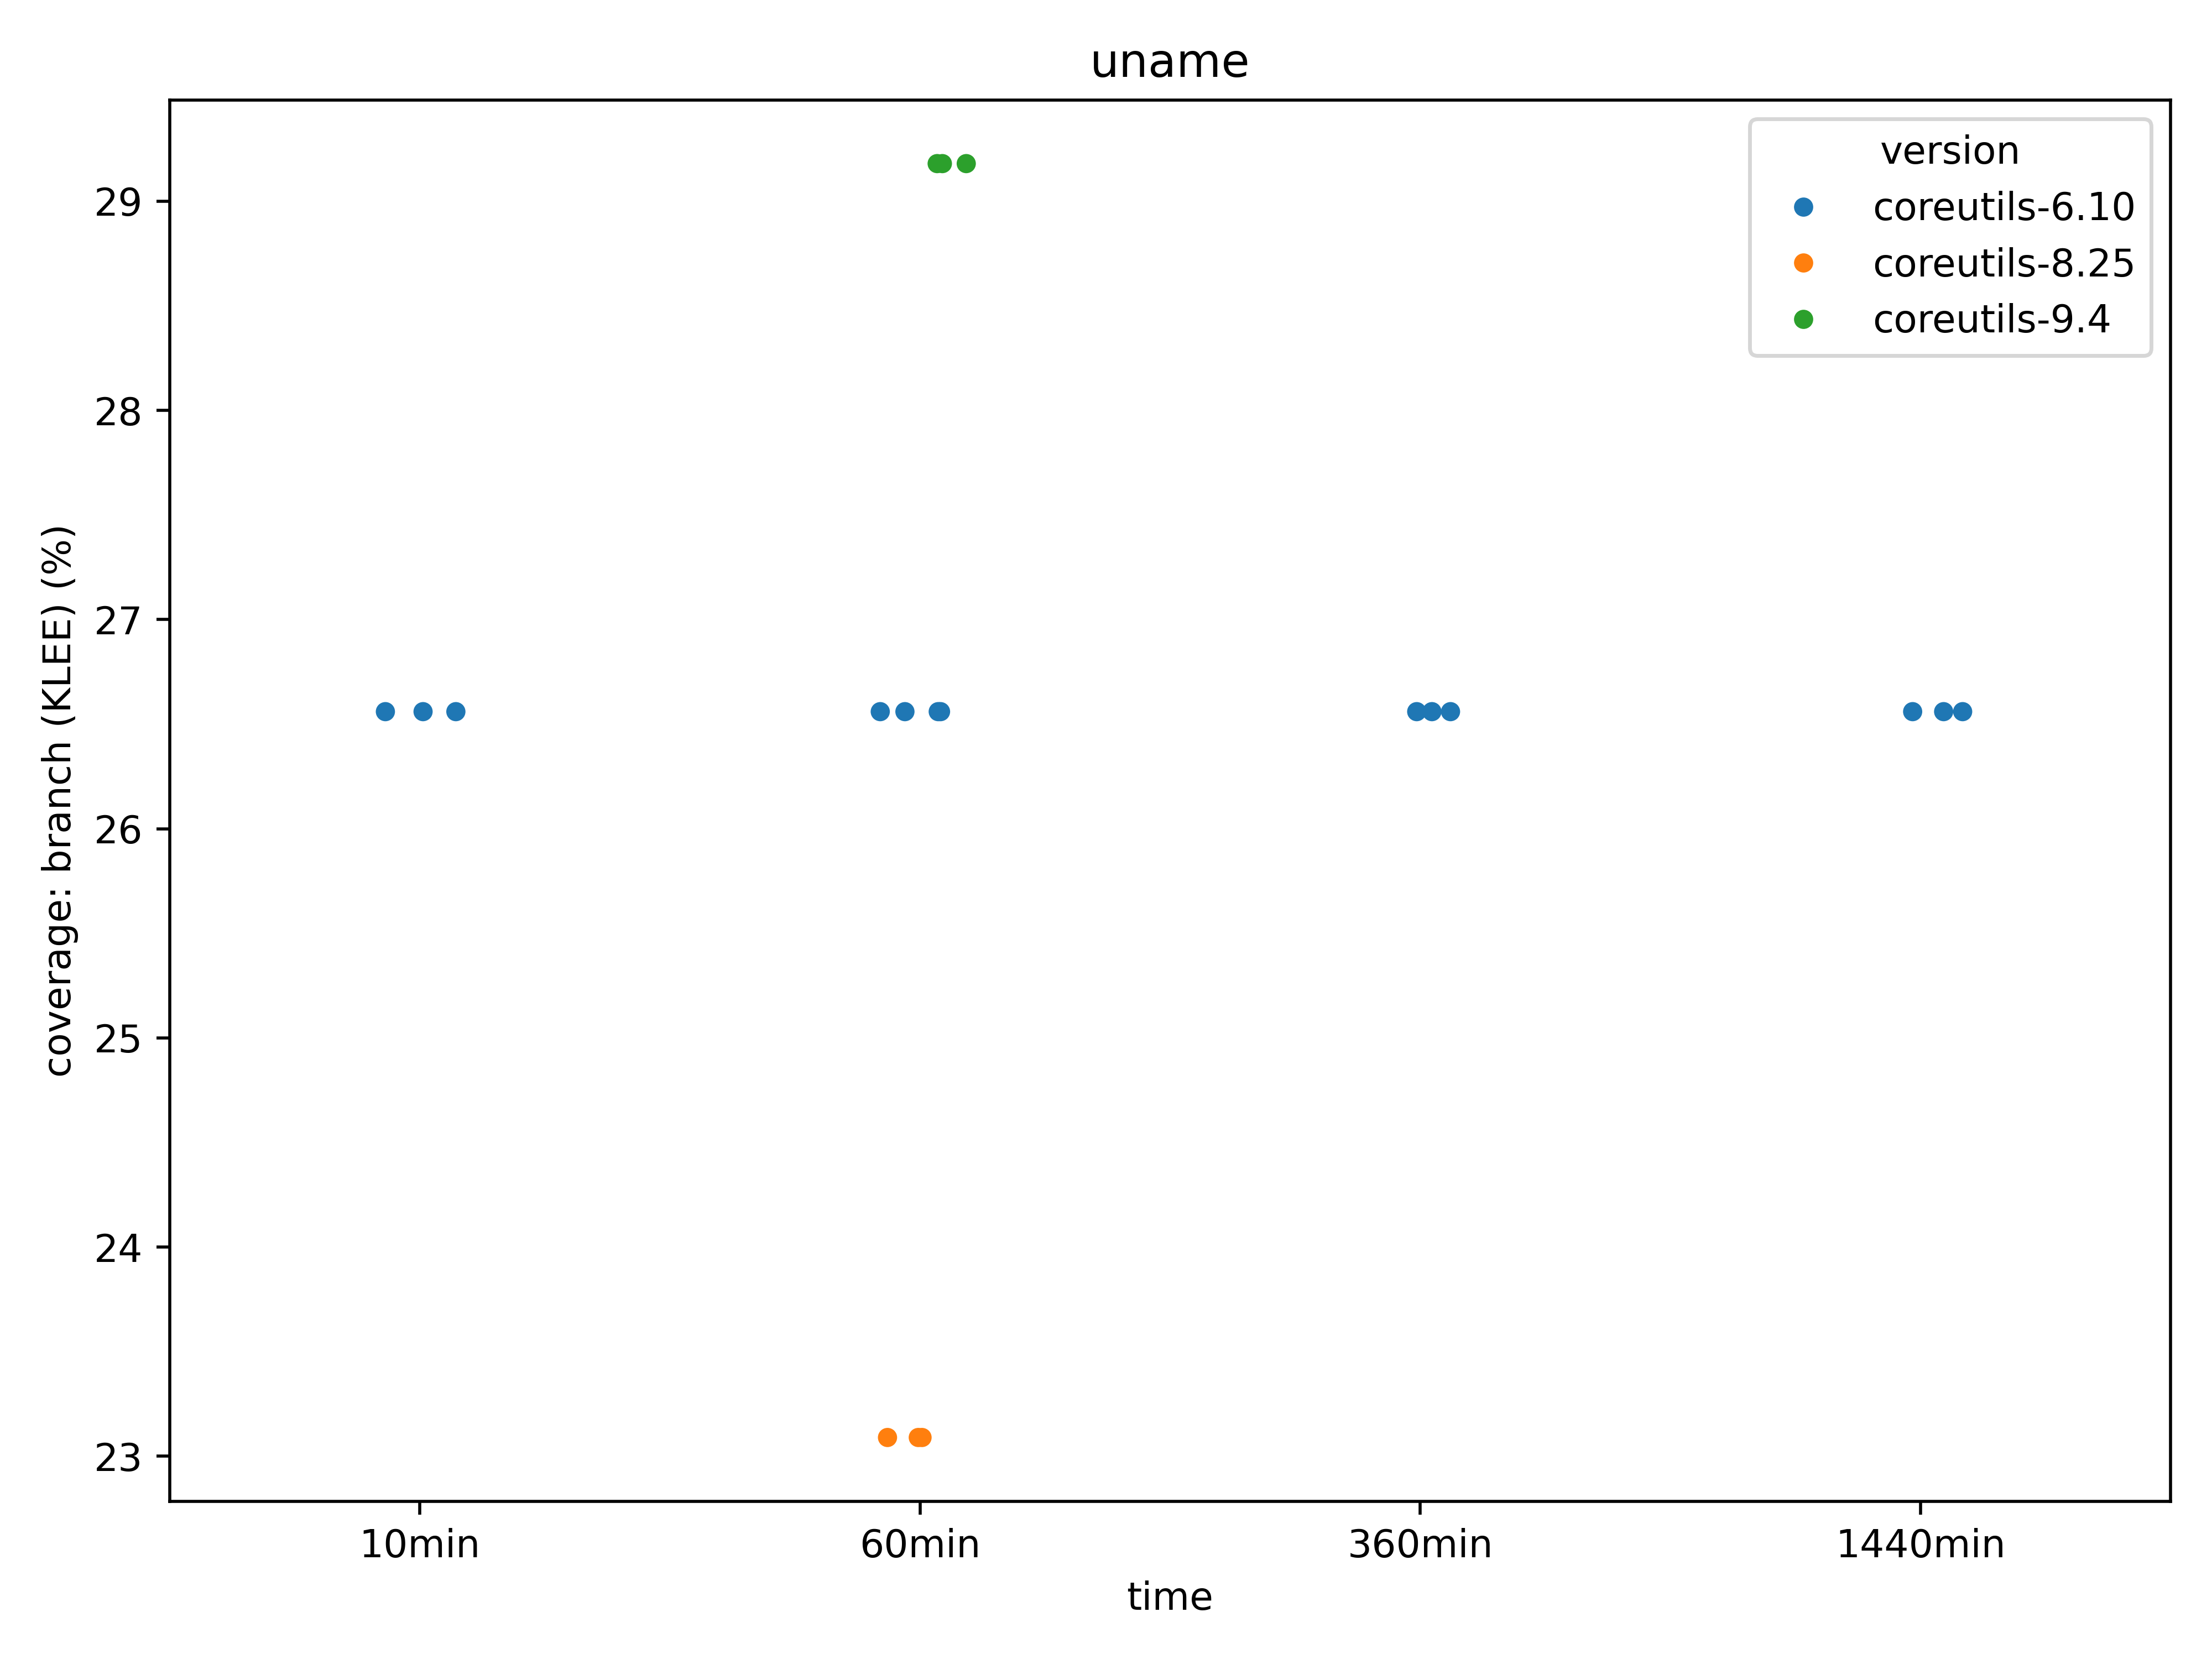 uname
version
coreutils-6.10
coreutils-8.25
coreutils-9.4
coverage: branch (KLEE) (%)
29
28
27
26
25
24
23
10min
60min
360min
1440min
time